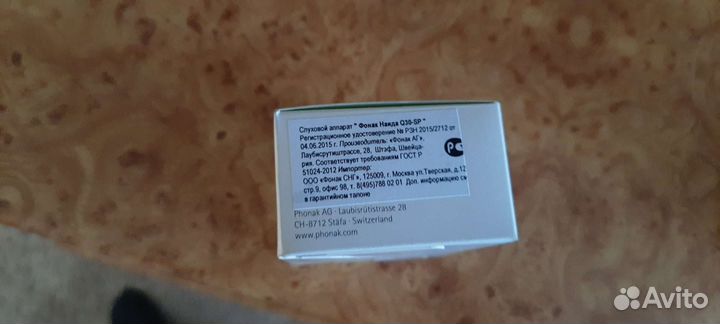 Слуховой аппарат " Фонак Наида Q30-SP "
Регистрационное удостоверение № РЗН 2015/2712 от
04.06.2015 г. Производитель: «Фонак АГ»,
Лаубисрутиштрассе, 28, Штэфа, Швейца-
рия. Соответствует требованиям ГОСТ Р
51024-2012 Импортер:
ООО «Фонак СНГ», 125009, г. Москва ул.Тверская, д.12
стр.9, офис 98, т. 8(495)788 02 01 Доп. информацию см
в гарантийном талоне
Phonak AG · Laubisrütistrasse 28
CH-8712 Stäfa · Switzerland
www.phonak.com
Avito